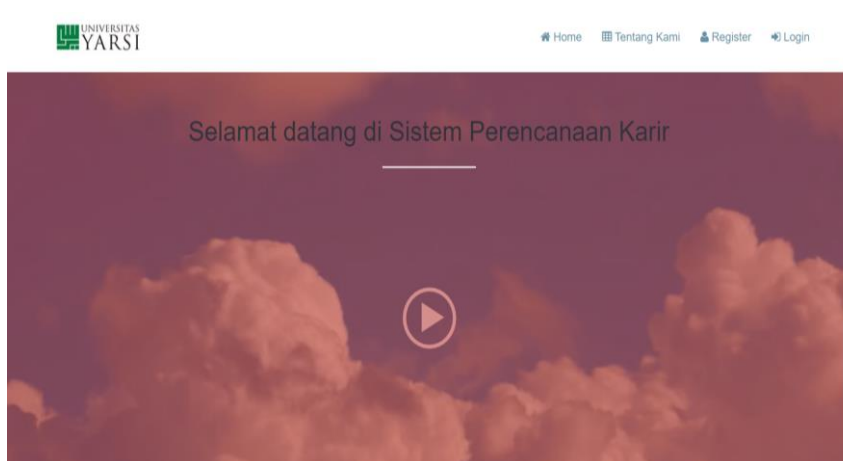 UNIVERSITAS
YARSI
Home Tentang Kami Register Login
Selamat datang di Sistem Perencanaan Karir